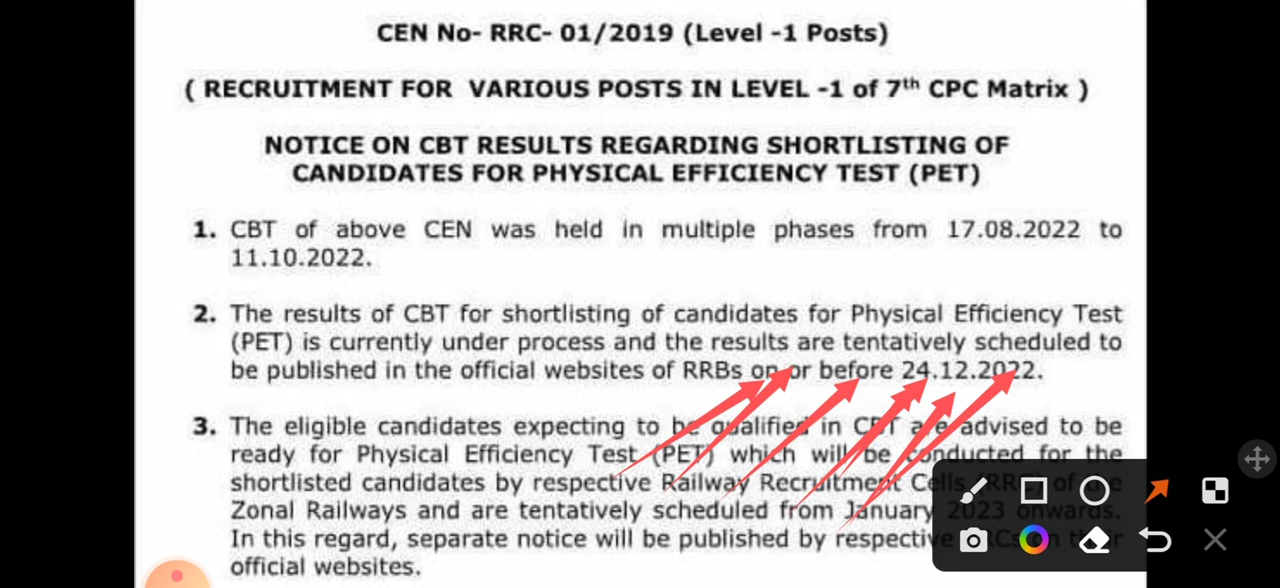 CEN No- RRC- 01/2019 (Level -1 Posts)
( RECRUITMENT FOR VARIOUS POSTS IN LEVEL -1 of 7th CPC Matrix )
NOTICE ON CBT RESULTS REGARDING SHORTLISTING OF
CANDIDATES FOR PHYSICAL EFFICIENCY TEST (PET)
1. CBT of above CEN was held in multiple phases from 17.08.2022 to
11.10.2022.
2. The results of CBT for shortlisting of candidates for Physical Efficiency Test
(PET) is currently under process and the results are tentatively scheduled to
be published in the official websites of RRBs on or before 24.12.2022.
3. The eligible candidates expecting to be qualified in CBT are advised to be
ready for Physical Efficiency Test (PET) which will be conducted for the
shortlisted candidates by respective Railway Recruitment Cells (RRC) of the
Zonal Railways and are tentatively scheduled from January 2023 onwards.
In this regard, separate notice will be published by respective RRCs on their
official websites.